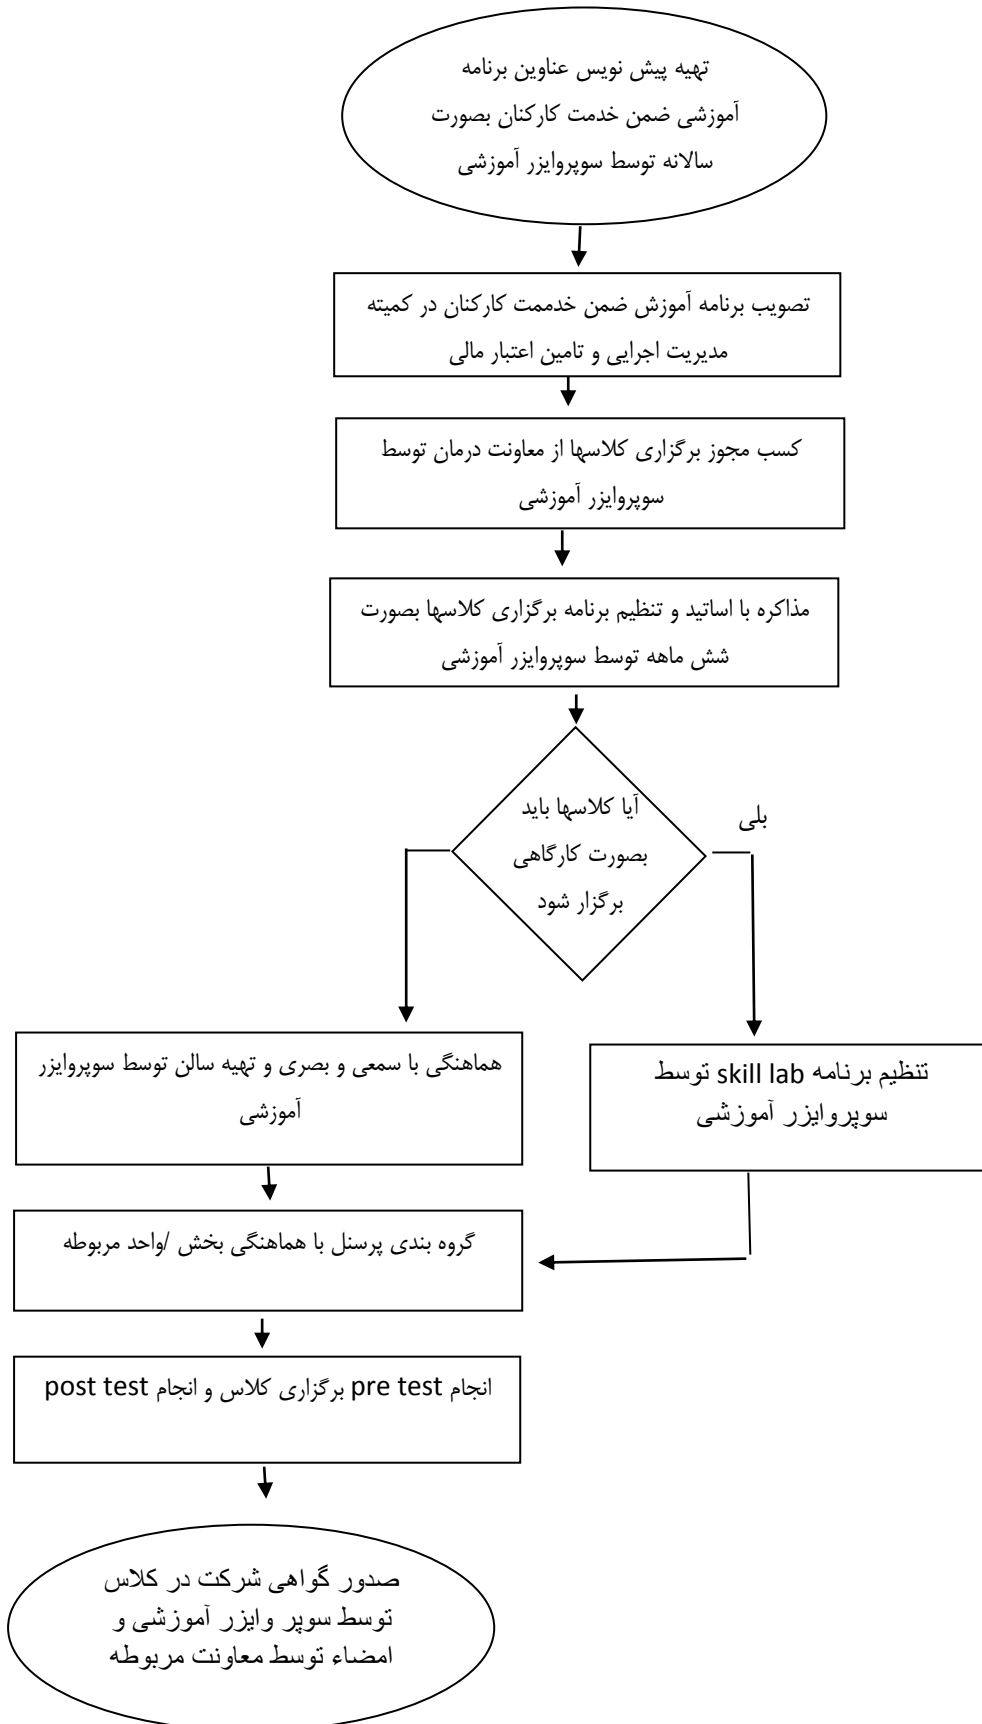 تهیه پیش نویس عناوین برنامه
آموزشی ضمن خدمت کارکنان بصورت
سالانه توسط سوپروایزر آموزشی
تصویب برنامه آموزش ضمن خدممت کارکنان در کمیته
مدیریت اجرایی و تامین اعتبار مالی
کسب مجوز برگزاری کلاسها از معاونت درمان توسط
سوپروایزر آموزشی
مذاکره با اساتید و تنظیم برنامه برگزاری کلاسها بصورت
شش ماهه توسط سوپروایزر آموزشی
آیا کلاسها باید
بصورت کارگاهی
برگزار شود
بلی
تنظیم برنامه skill lab توسط
سوپروایزر آموزشی
هماهنگی با سمعی و بصری و تهیه سالن توسط سوپروایزر
آموزشی
گروه بندی پرسنل با هماهنگی بخش /واحد مربوطه
انجام pre test برگزاری کلاس و انجام post test
صدور گواهی شرکت در کلاس
توسط سوپر وایزر آموزشی و
امضاء توسط معاونت مربوطه